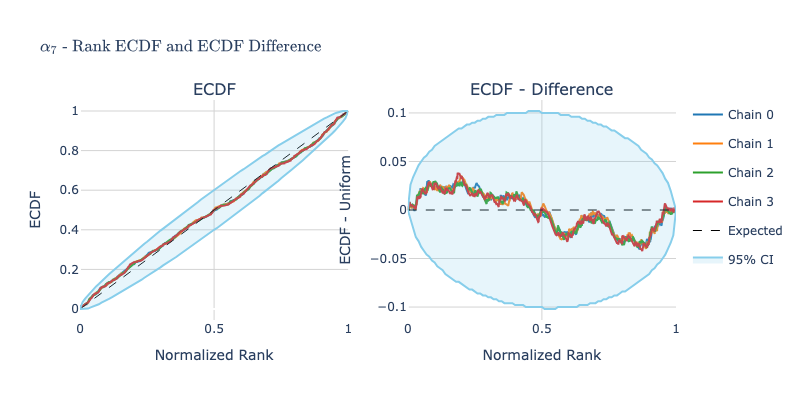 α₇ - Rank ECDF and ECDF Difference
ECDF
ECDF - Difference
ECDF
1
0.8
0.6
0.4
0.2
0
0
0.5
1
Normalized Rank
ECDF - Uniform
0.1
0.05
0
−0.05
−0.1
0
0.5
1
Normalized Rank
Chain 0
Chain 1
Chain 2
Chain 3
Expected
95% CI